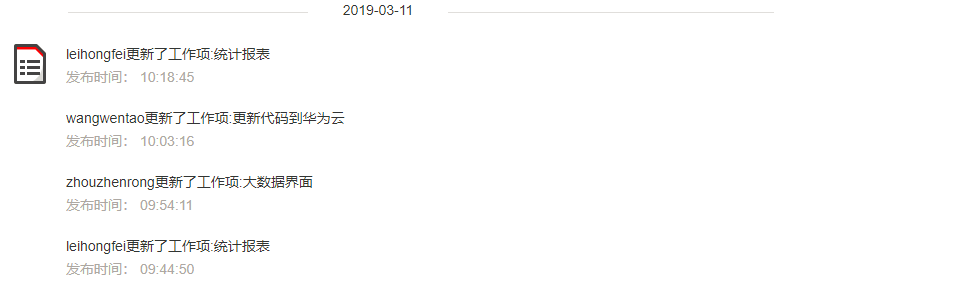 2019-03-11
leihongfei更新了工作项:统计报表
发布时间： 10:18:45
wangwentao更新了工作项:更新代码到华为云
发布时间： 10:03:16
zhouzhenrong更新了工作项:大数据界面
发布时间： 09:54:11
leihongfei更新了工作项:统计报表
发布时间： 09:44:50